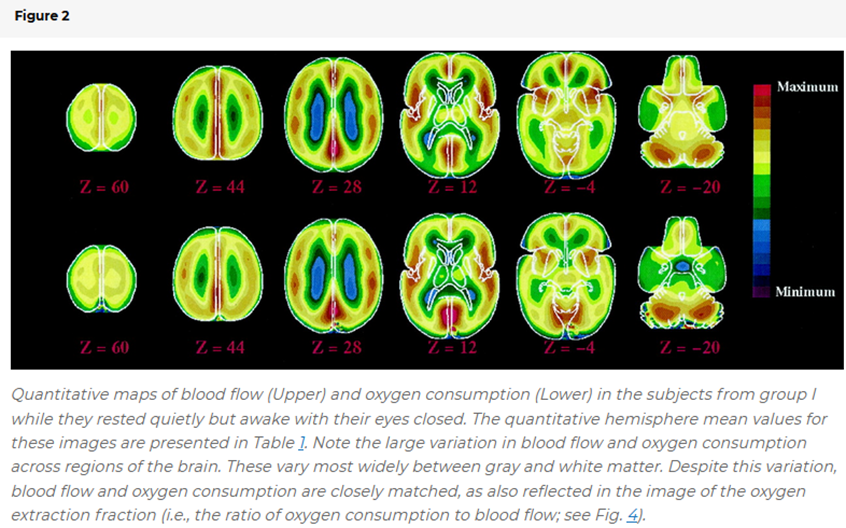 Figure 2
Maximum
Z = 60 Z = 44 Z = 28 Z = 12 Z = −4 Z = −20
Minimum
Z = 60 Z = 44 Z = 28 Z = 12 Z = −4 Z = −20
Quantitative maps of blood flow (Upper) and oxygen consumption (Lower) in the subjects from group I
while they rested quietly but awake with their eyes closed. The quantitative hemisphere mean values for
these images are presented in Table 1. Note the large variation in blood flow and oxygen consumption
across regions of the brain. These vary most widely between gray and white matter. Despite this variation,
blood flow and oxygen consumption are closely matched, as also reflected in the image of the oxygen
extraction fraction (i.e., the ratio of oxygen consumption to blood flow; see Fig. 4).